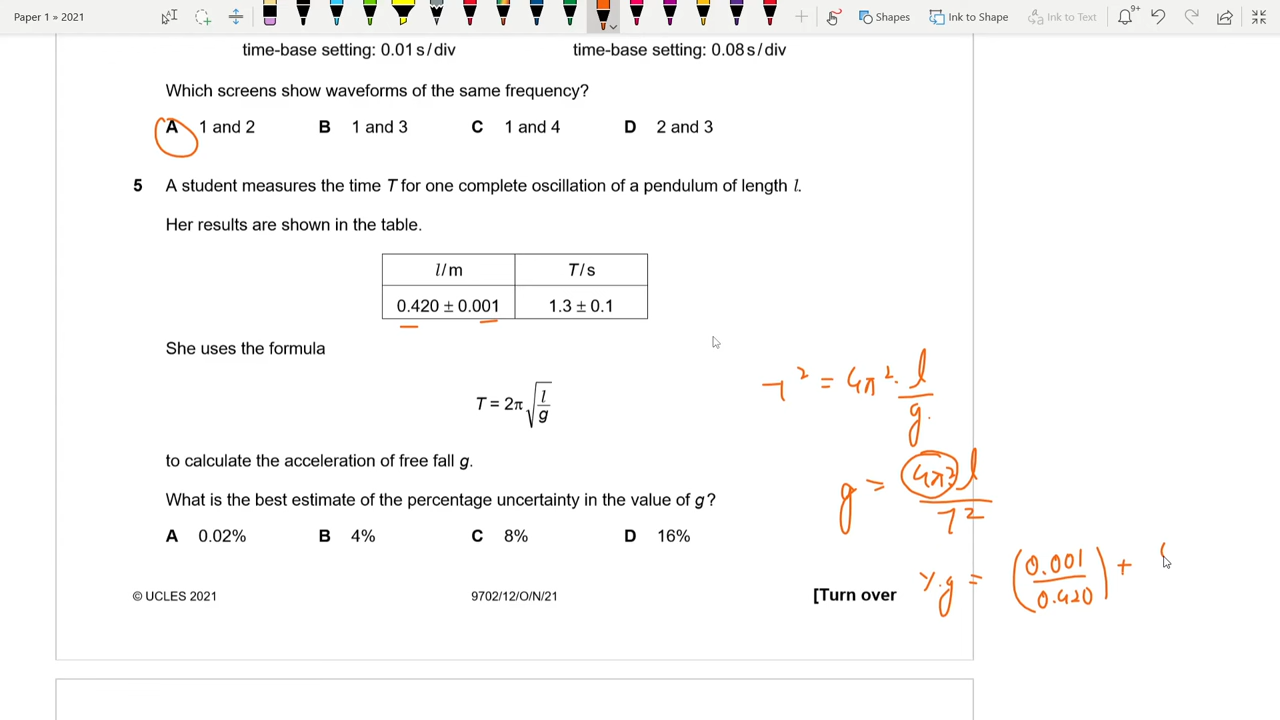 Paper 1 » 2021
Shapes
Ink to Shape
Ink to Text
9+
time-base setting: 0.01 s / div time-base setting: 0.08 s / div
Which screens show waveforms of the same frequency?
A 1 and 2 B 1 and 3 C 1 and 4 D 2 and 3
5 A student measures the time T for one complete oscillation of a pendulum of length l.
Her results are shown in the table.
l/m T/s
0.420 ± 0.001 1.3 ± 0.1
She uses the formula
T = 2π√(l/g)
T² = 4π². l/g.
to calculate the acceleration of free fall g.
g = 4π²l/T²
What is the best estimate of the percentage uncertainty in the value of g?
A 0.02% B 4% C 8% D 16%
%g = (0.001/0.420) + (
© UCLES 2021 9702/12/O/N/21 [Turn over